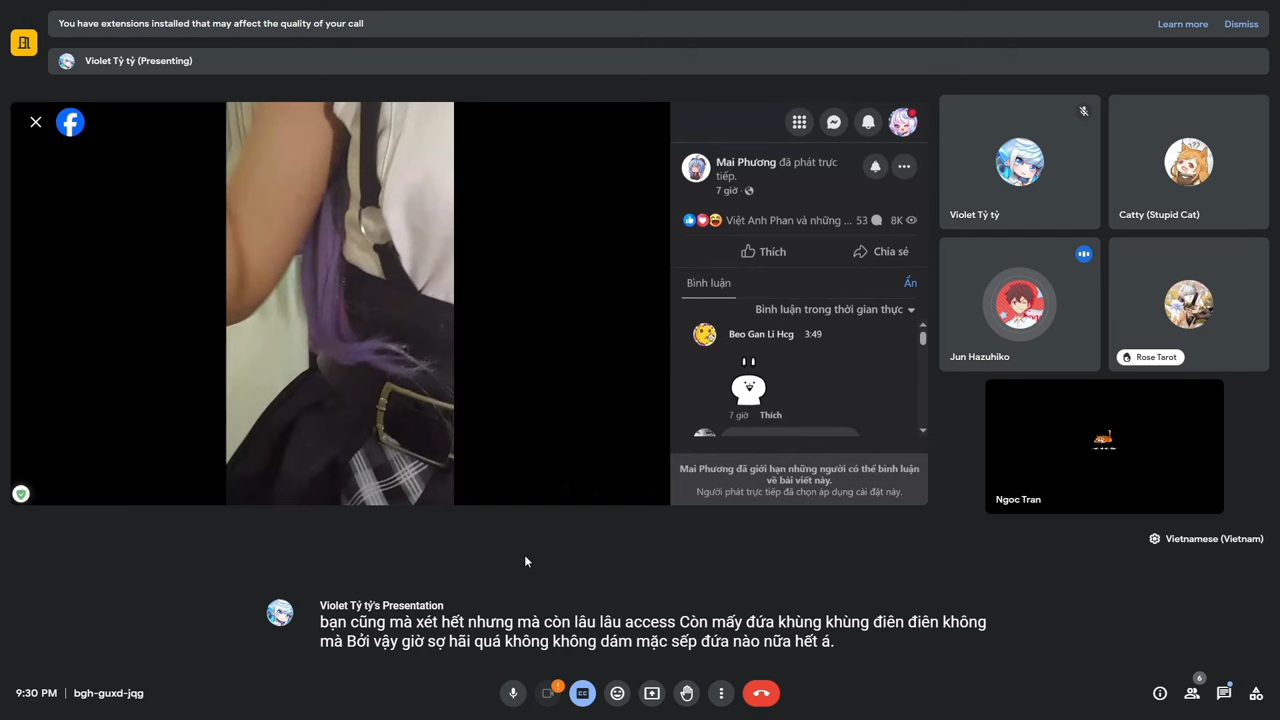 You have extensions installed that may affect the quality of your call
Learn more
Dismiss
Violet Tỷ tỷ (Presenting)
Mai Phương đã phát trực
tiếp.
7 giờ
Việt Anh Phan và những ... 53
8K
Thích
Chia sẻ
Bình luận
Ẩn
Bình luận trong thời gian thực
Beo Gan Li Hcg 3:49
7 giờ Thích
Mai Phương đã giới hạn những người có thể bình luận
về bài viết này.
Người phát trực tiếp đã chọn áp dụng cài đặt này.
Violet Tỷ tỷ
???
Catty (Stupid Cat)
Jun Hazuhiko
Rose Tarot
Ngoc Tran
Vietnamese (Vietnam)
Violet Tỷ tỷ's Presentation
bạn cũng mà xét hết nhưng mà còn lâu lâu access Còn mấy đứa khùng khùng điên điên không
mà Bởi vậy giờ sợ hãi quá không không dám mặc sếp đứa nào nữa hết á.
9:30 PM | bgh-guxd-jqg
CC
6